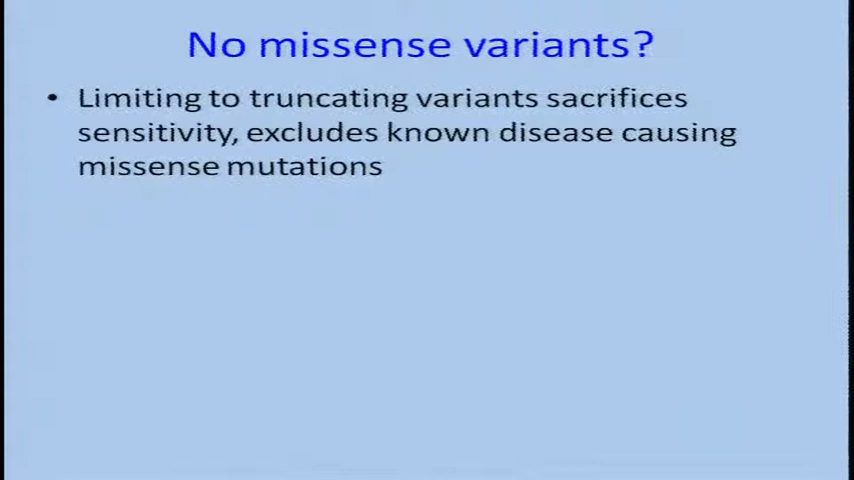 No missense variants?
• Limiting to truncating variants sacrifices
sensitivity, excludes known disease causing
missense mutations